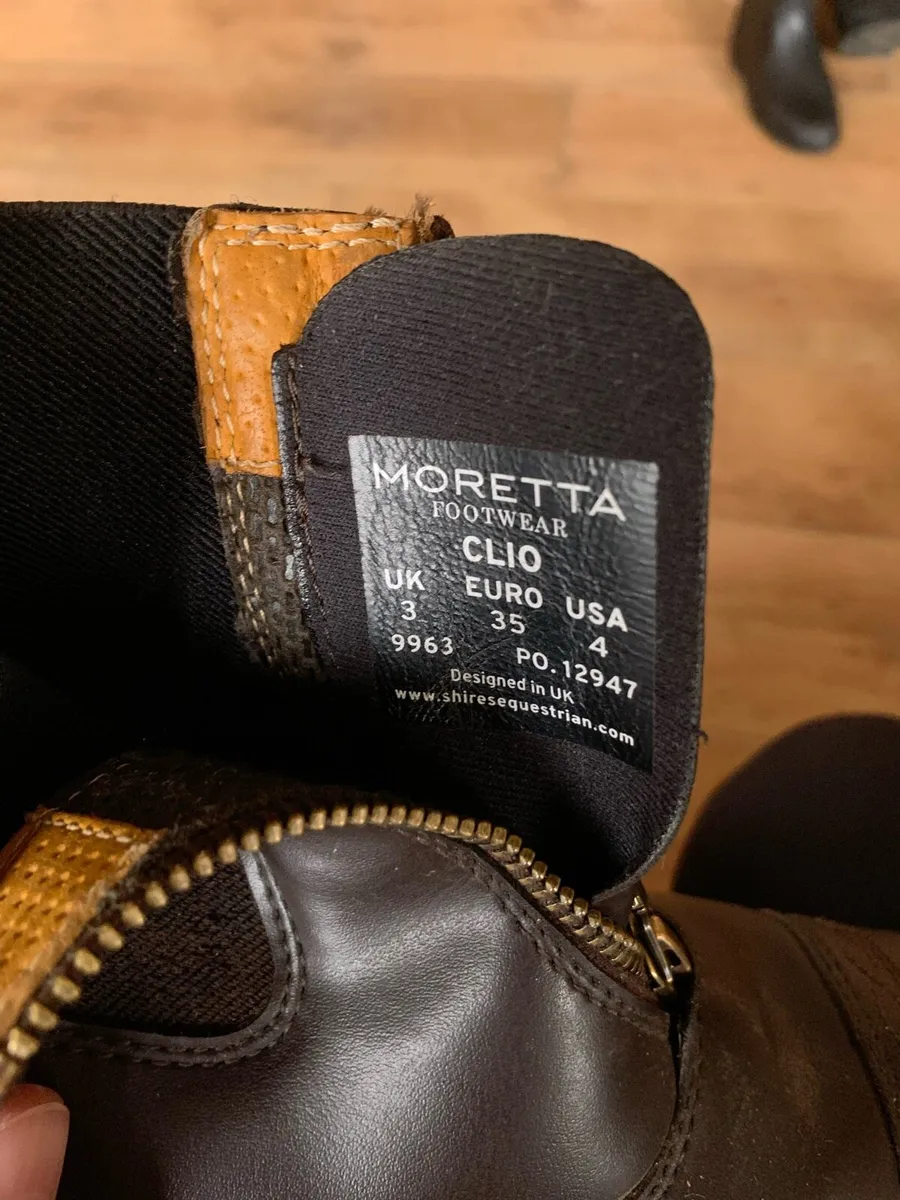 MORETTA
FOOTWEAR
CLIO
UK EURO USA
3 35 4
9963 PO.12947
Designed in UK
www.shiresequestrian.com